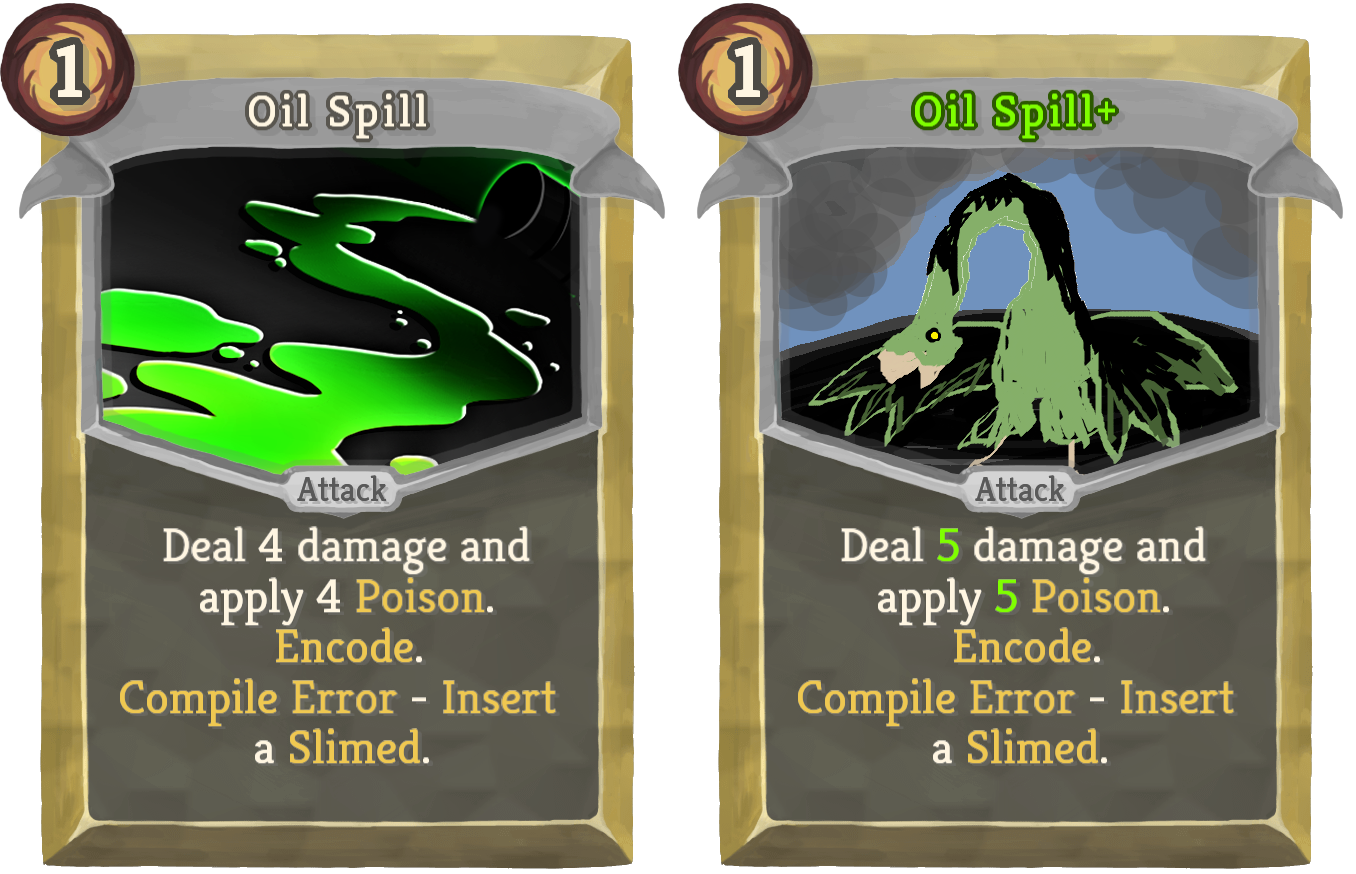 1
Oil Spill
Attack
Deal 4 damage and
apply 4 Poison.
Encode.
Compile Error - Insert
a Slimed.
1
Oil Spill+
Attack
Deal 5 damage and
apply 5 Poison.
Encode.
Compile Error - Insert
a Slimed.